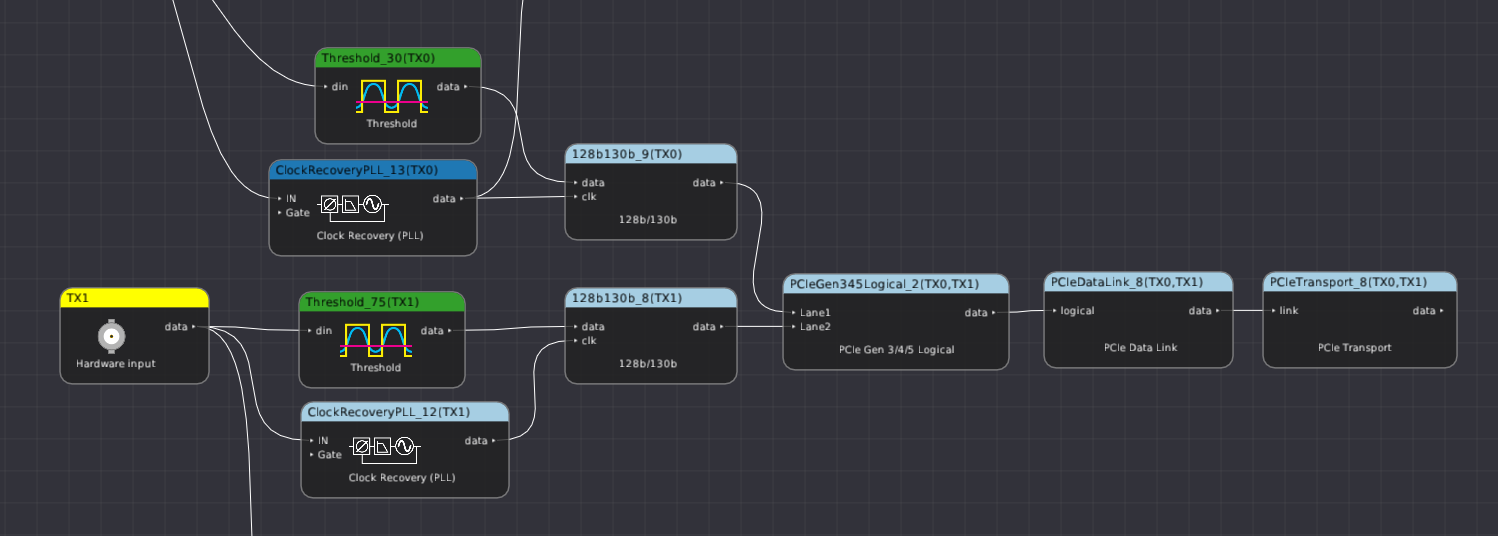 Threshold_30(TX0)
din
data
Threshold
ClockRecoveryPLL_13(TX0)
IN
data
Gate
Clock Recovery (PLL)
128b130b_9(TX0)
data
data
clk
128b/130b
TX1
data
Hardware input
Threshold_75(TX1)
din
data
Threshold
ClockRecoveryPLL_12(TX1)
IN
data
Gate
Clock Recovery (PLL)
128b130b_8(TX1)
data
data
clk
128b/130b
PCIeGen345Logical_2(TX0,TX1)
Lane1
data
Lane2
PCIe Gen 3/4/5 Logical
PCIeDataLink_8(TX0,TX1)
logical
data
PCIe Data Link
PCIeTransport_8(TX0,TX1)
link
data
PCIe Transport